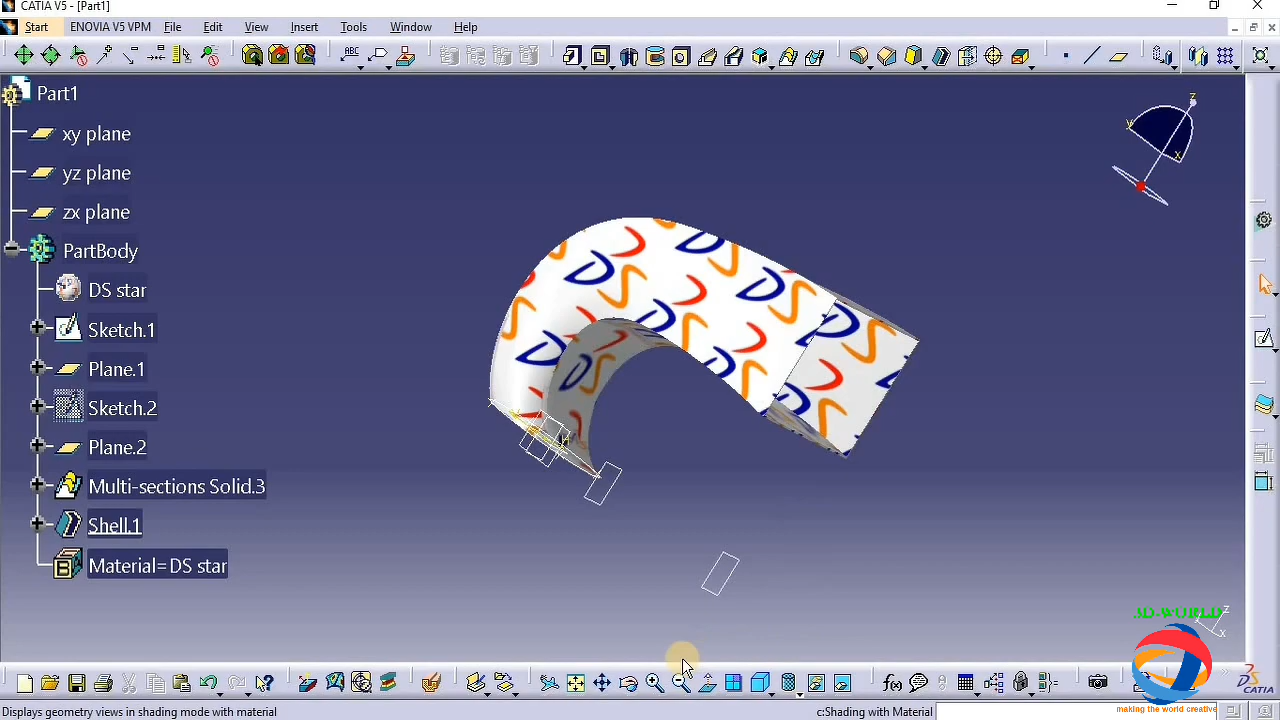 CATIA V5 - [Part1]
Start ENOVIA V5 VPM File Edit View Insert Tools Window Help
ABC
Part1
xy plane
yz plane
zx plane
PartBody
DS star
Sketch.1
Plane.1
Sketch.2
Plane.2
Multi-sections Solid.3
Shell.1
Material=DS star
z
y
x
3D-WORLD
z
x
making the world creative
CATIA
f(x)
Displays geometry views in shading mode with material
c:Shading with Material